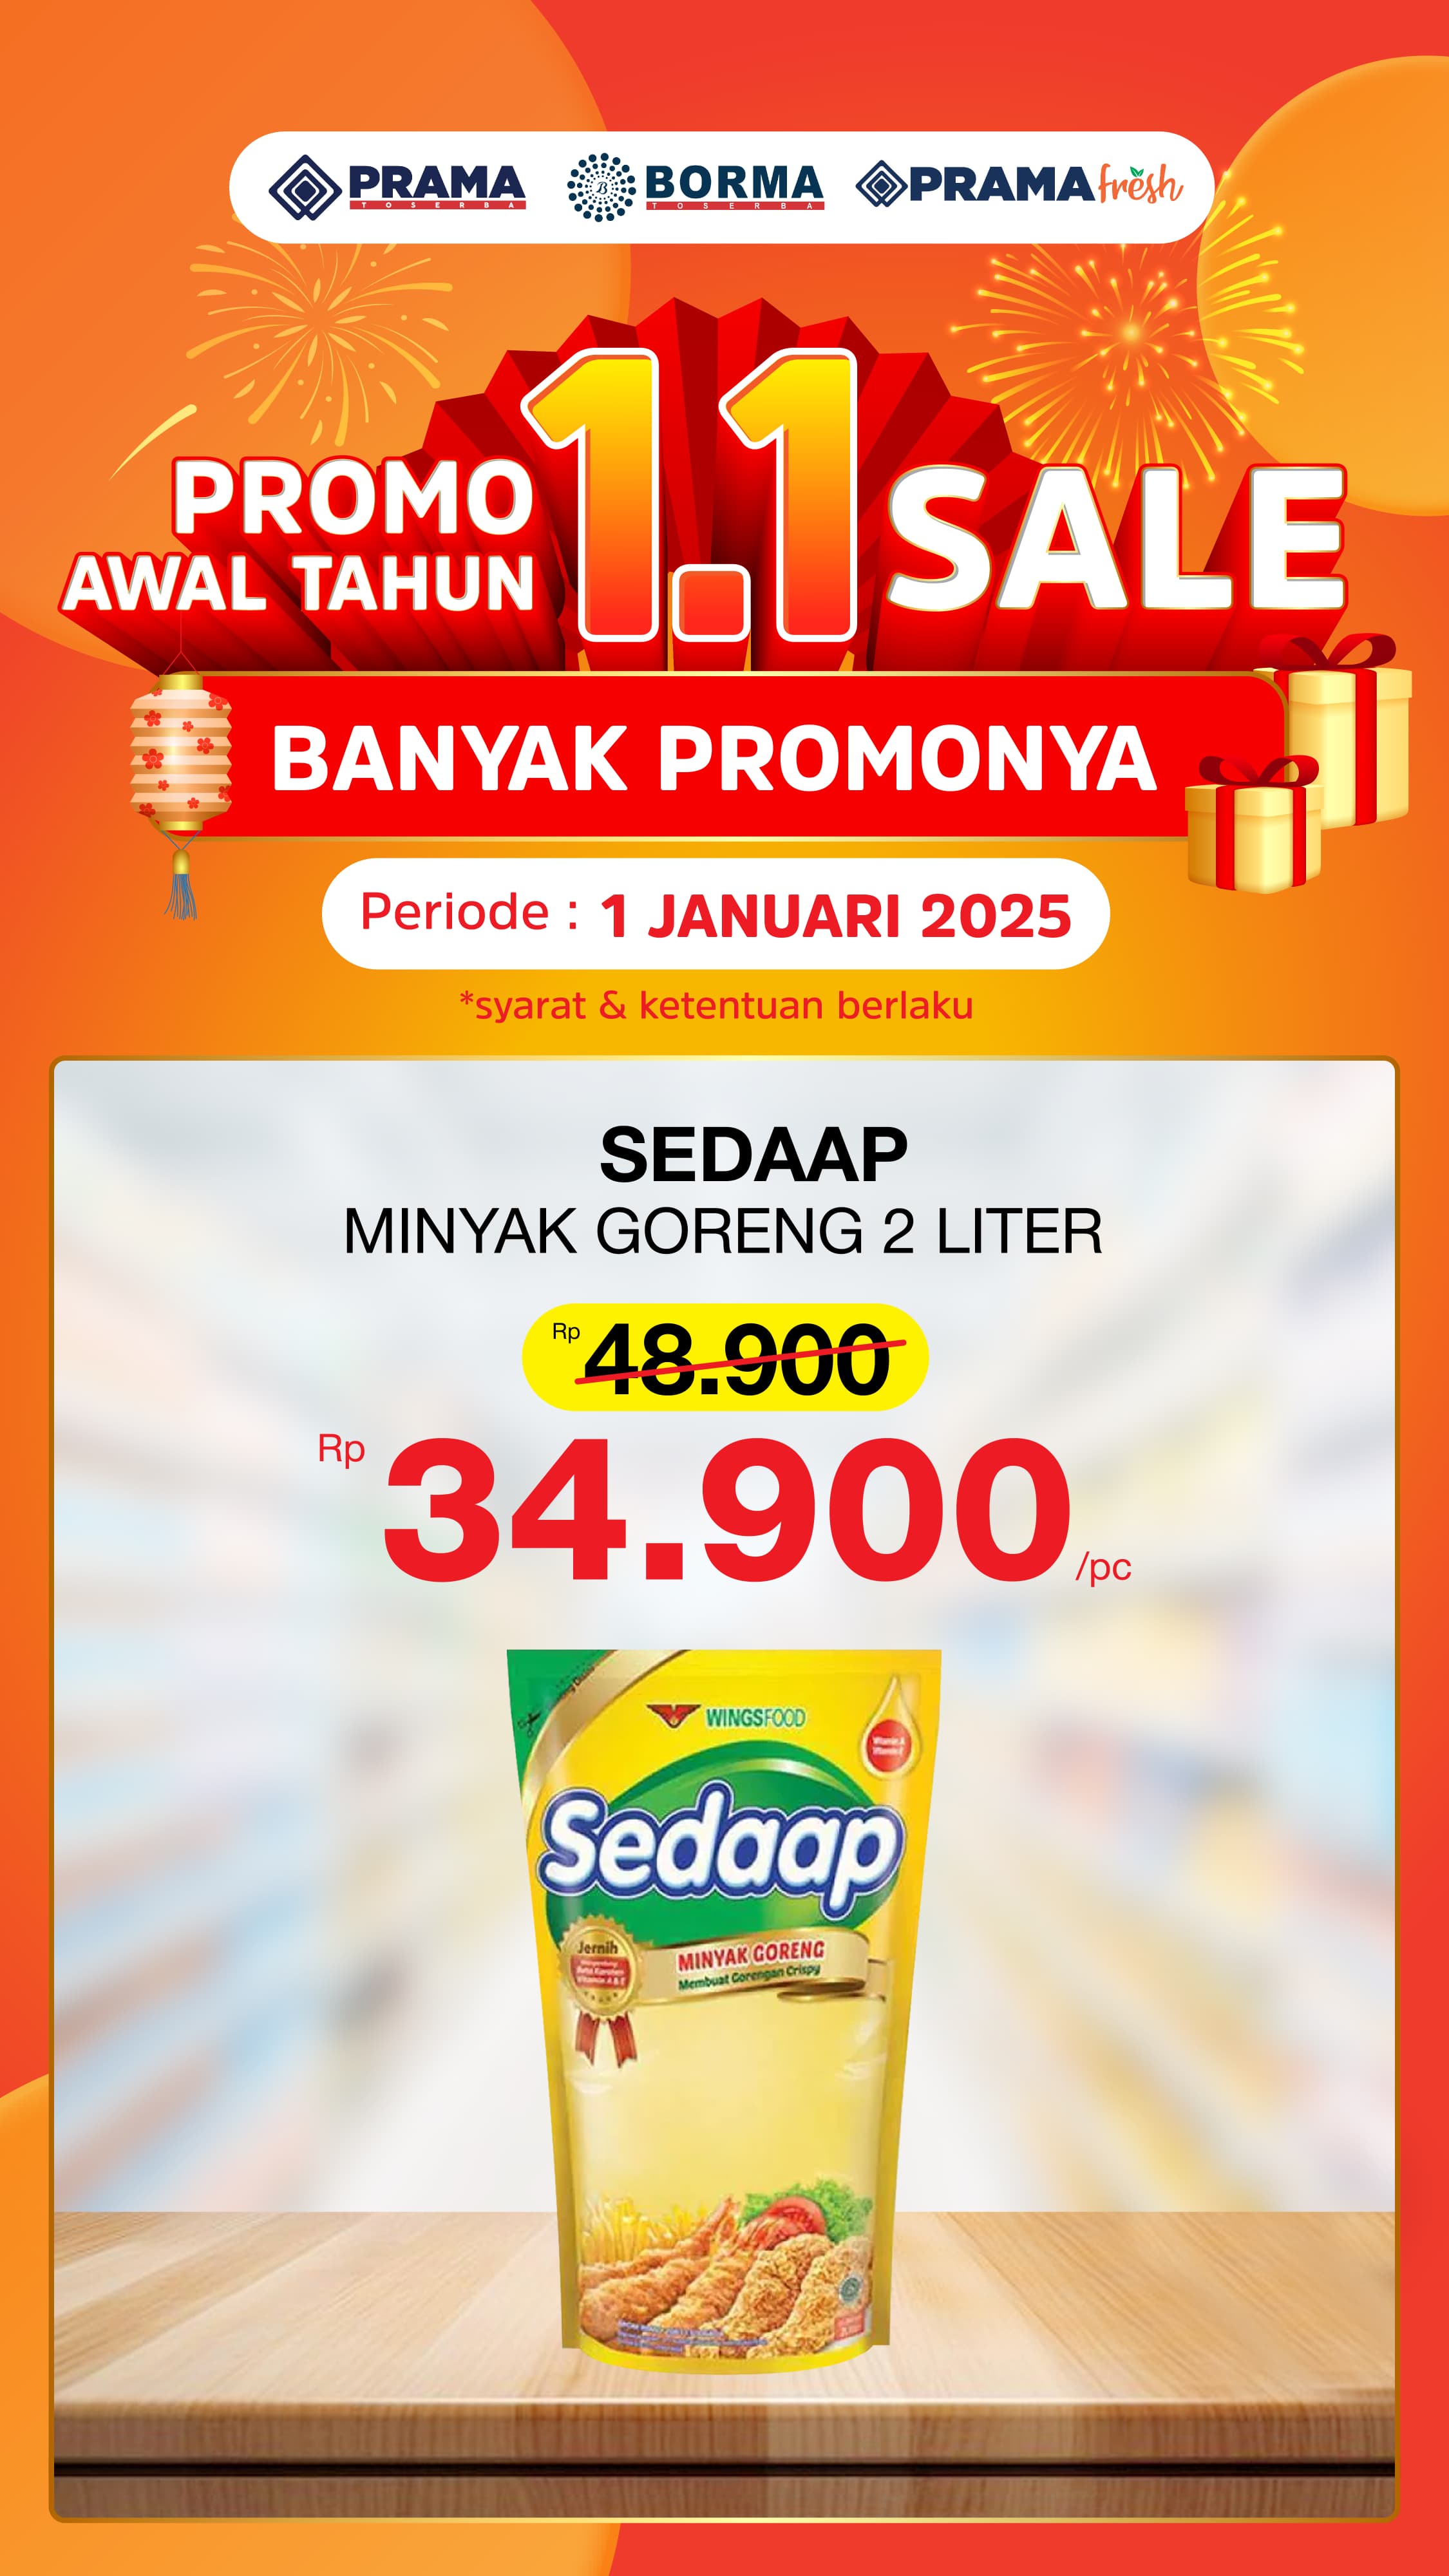 PRAMA
TOSERBA
BORMA
TOSERBA
PRAMA fresh
PROMO
AWAL TAHUN
1.1
SALE
BANYAK PROMONYA
Periode : 1 JANUARI 2025
*syarat & ketentuan berlaku
SEDAAP
MINYAK GORENG 2 LITER
Rp 48.900
Rp 34.900 /pc
WINGSFOOD
Vitamin A
Vitamin E
Sedaap
Jernih
MINYAK GORENG
Membuat Gorengan Crispy